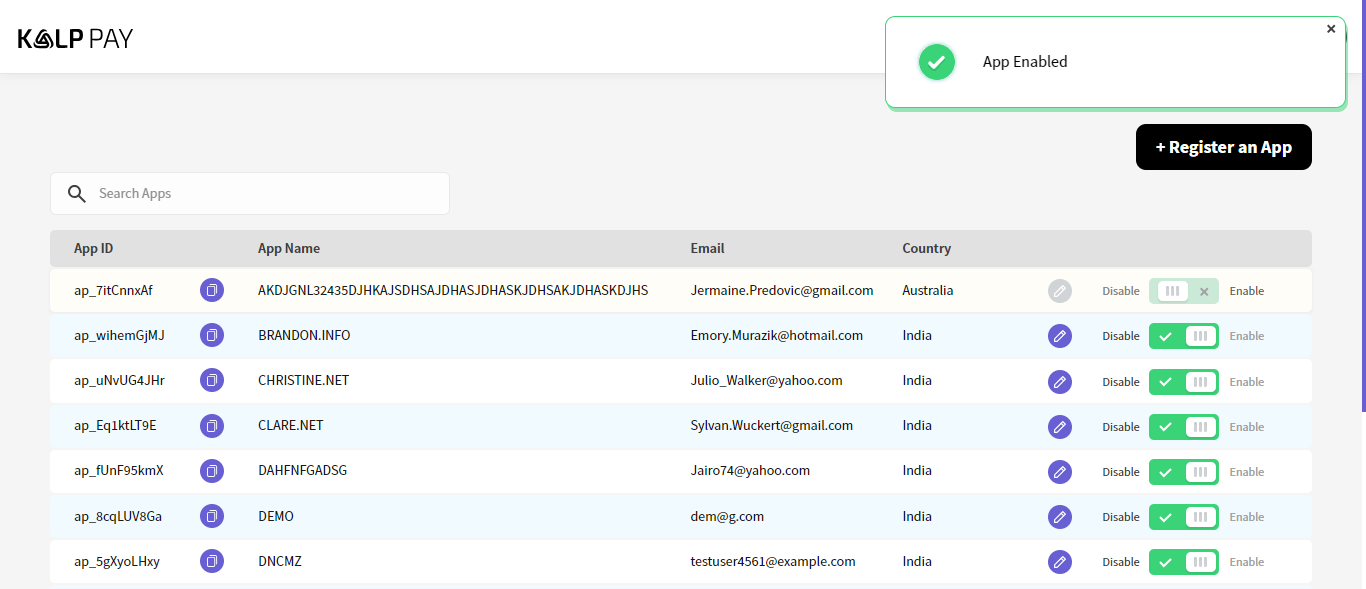 KALP PAY
App Enabled
+ Register an App
Search Apps
App ID App Name Email Country
ap_7itCnnxAf AKDJGNL32435DJHKAJSDHSAJDHASJDHASKJDHSAKJDHASKDJHS Jermaine.Predovic@gmail.com Australia Disable Enable
ap_wihemGjMJ BRANDON.INFO Emory.Murazik@hotmail.com India Disable Enable
ap_uNvUG4JHr CHRISTINE.NET Julio_Walker@yahoo.com India Disable Enable
ap_Eq1ktLT9E CLARE.NET Sylvan.Wuckert@gmail.com India Disable Enable
ap_fUnF95kmX DAHFNFGADSG Jairo74@yahoo.com India Disable Enable
ap_8cqLUV8Ga DEMO dem@g.com India Disable Enable
ap_5gXyoLHxy DNCMZ testuser4561@example.com India Disable Enable